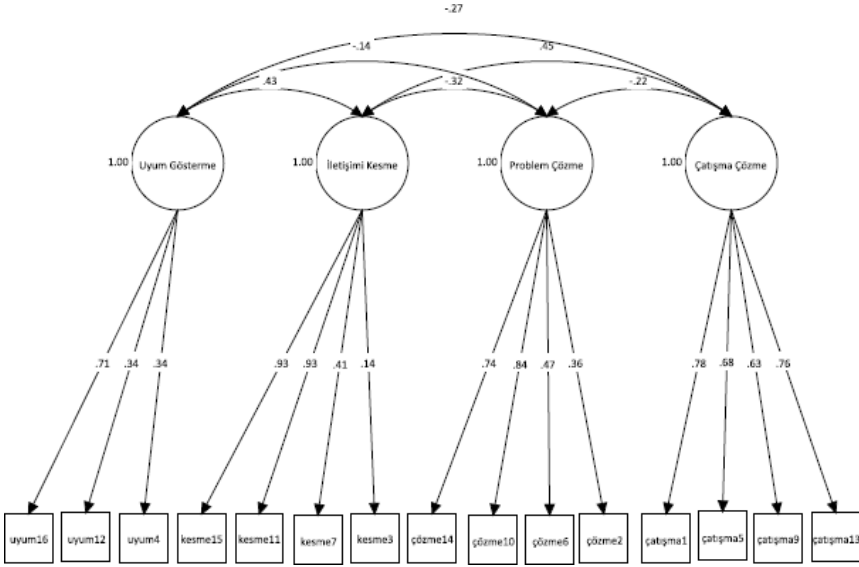 -.27
-.14 .45
.43 -.32 -.22
1.00 Uyum Gösterme 1.00 İletişimi Kesme 1.00 Problem Çözme 1.00 Çatışma Çözme
.71 .34 .34 .93 .93 .41 .14 .74 .84 .47 .36 .78 .68 .63 .76
uyum16 uyum12 uyum4 kesme15 kesme11 kesme7 kesme3 çözme14 çözme10 çözme6 çözme2 çatışma1 çatışma5 çatışma9 çatışma13